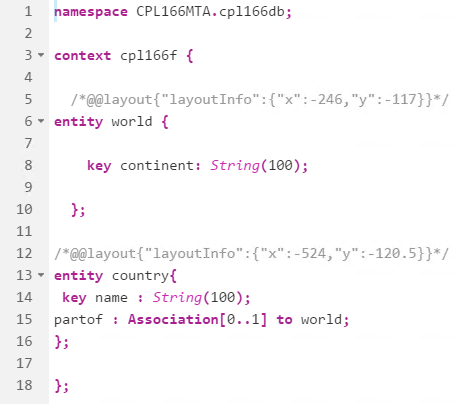 1 namespace CPL166MTA.cpl166db;
2
3 context cpl166f {
4
5 /*@@layout{"layoutInfo":{"x":-246,"y":-117}}*/
6 entity world {
7
8 key continent: String(100);
9
10 };
11
12 /*@@layout{"layoutInfo":{"x":-524,"y":-120.5}}*/
13 entity country{
14 key name : String(100);
15 partof : Association[0..1] to world;
16 };
17
18 };